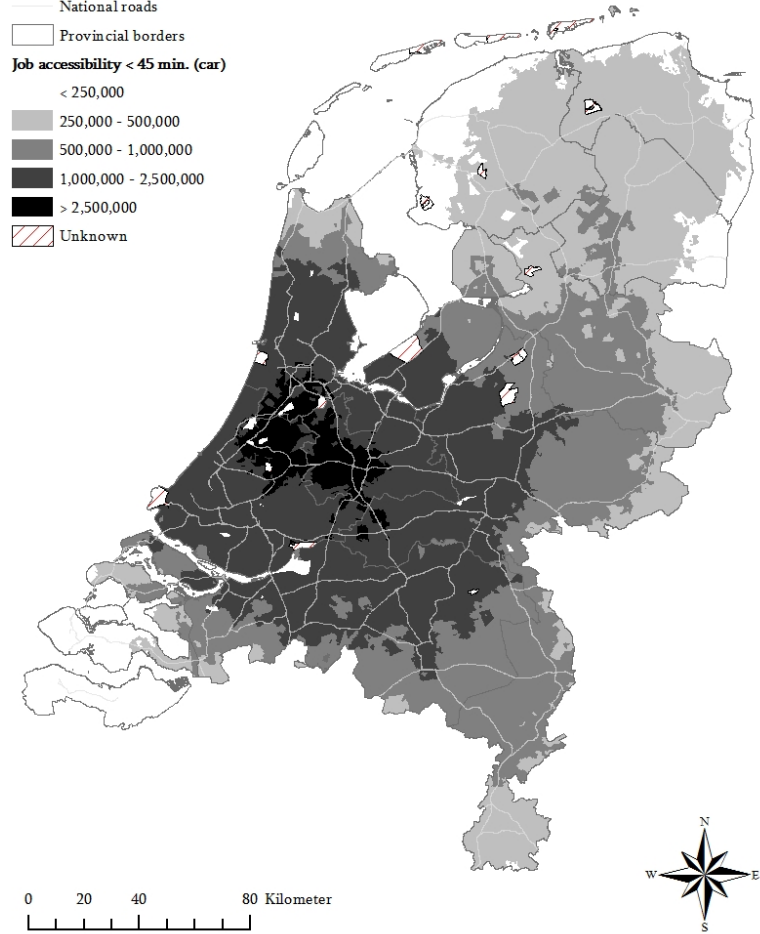 National roads
Provincial borders
Job accessibility < 45 min. (car)
< 250,000
250,000 - 500,000
500,000 - 1,000,000
1,000,000 - 2,500,000
> 2,500,000
Unknown
N
W E
S
0 20 40 80 Kilometer